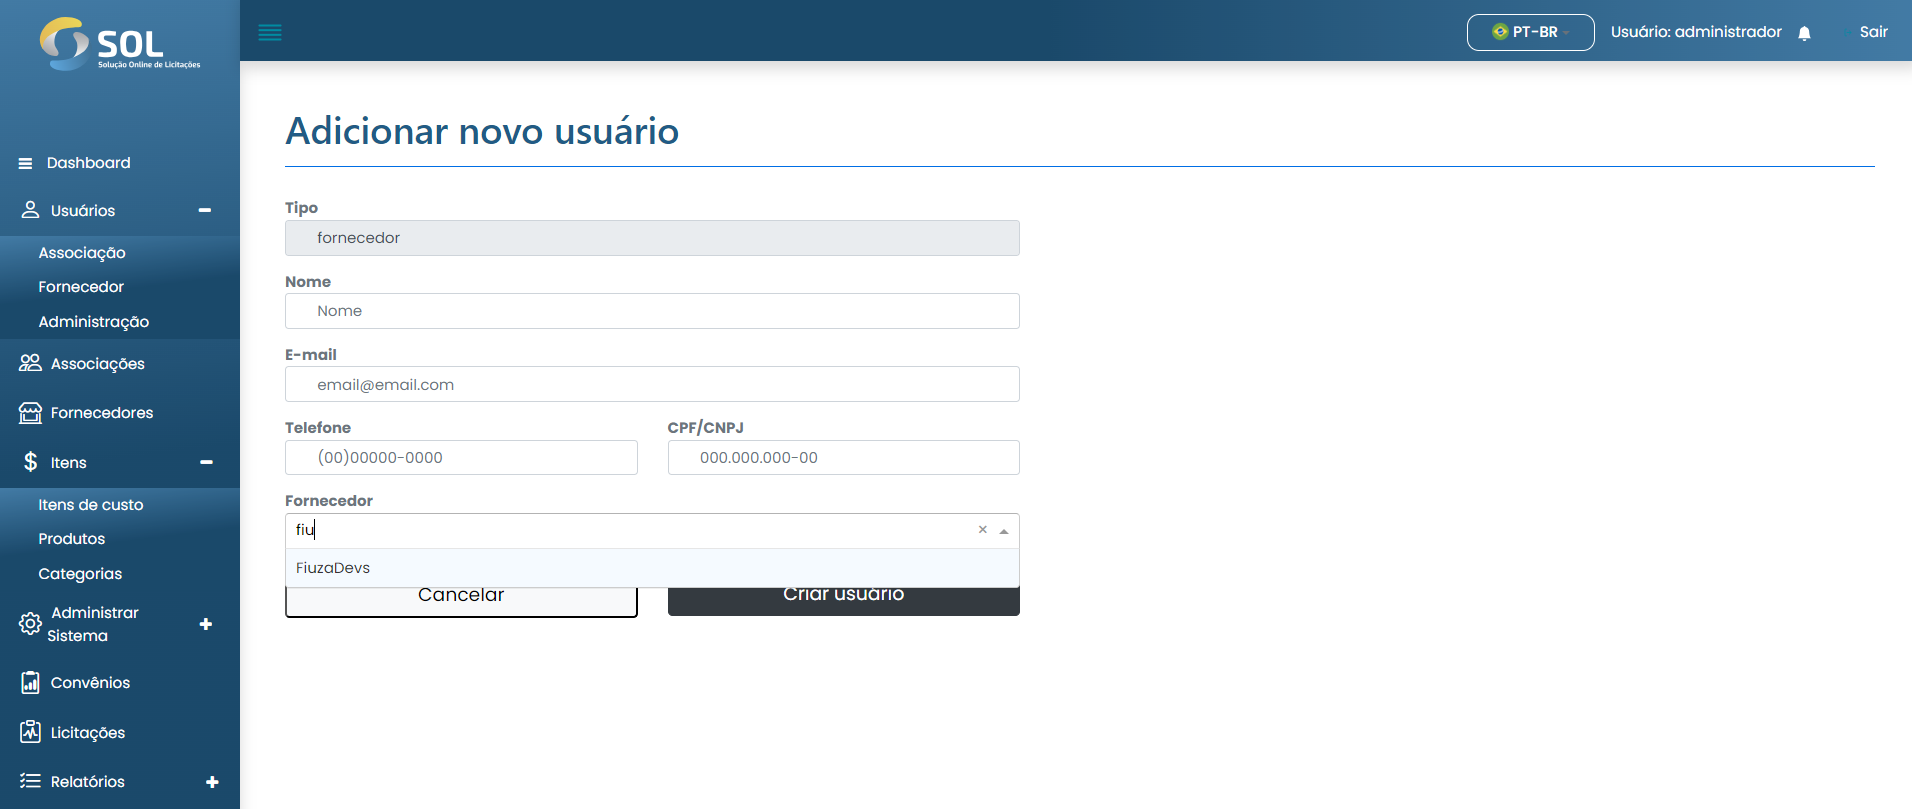 SOL
Solução Online de Licitações
PT-BR
Usuário: administrador
Sair
Dashboard
Usuários
Associação
Fornecedor
Administração
Associações
Fornecedores
Itens
Itens de custo
Produtos
Categorias
Administrar
Sistema
Convênios
Licitações
Relatórios
Adicionar novo usuário
Tipo
fornecedor
Nome
Nome
E-mail
email@email.com
Telefone
CPF/CNPJ
(00)00000-0000
000.000.000-00
Fornecedor
fiu
FiuzaDevs
Cancelar
Criar usuário